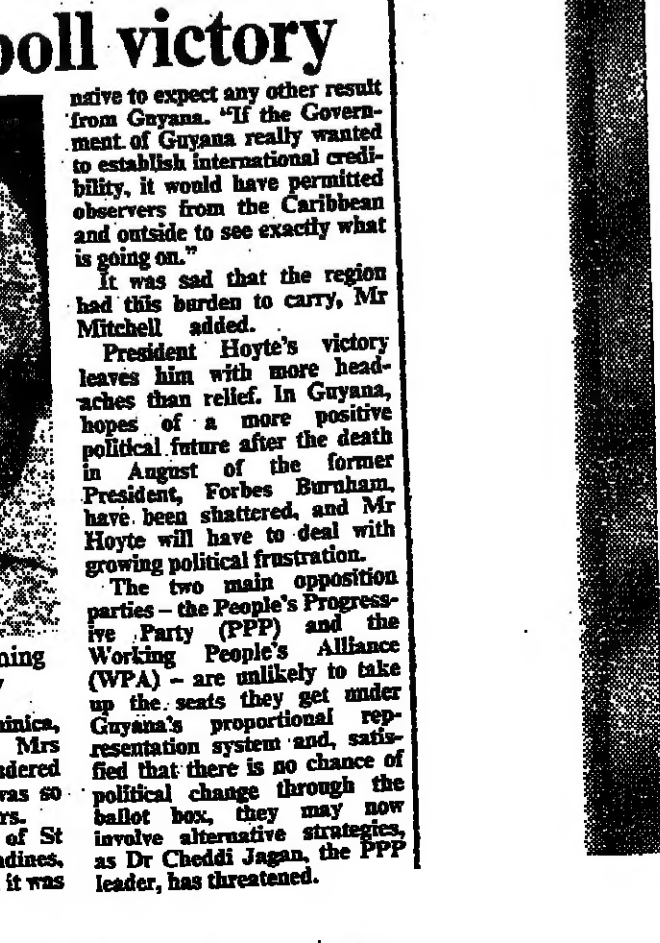 poll victory
ning
y
inica,
Mrs
dered
was so
rs.
of St
adines,
it was
naive to expect any other result
from Guyana. “If the Govern-
ment of Guyana really wanted
to establish international credi-
bility, it would have permitted
observers from the Caribbean
and outside to see exactly what
is going on.”
It was sad that the region
had this burden to carry, Mr
Mitchell added.
President Hoyte’s victory
leaves him with more head-
aches than relief. In Guyana,
hopes of a more positive
political future after the death
in August of the former
President, Forbes Burnham,
have been shattered, and Mr
Hoyte will have to deal with
growing political frustration.
The two main opposition
parties – the People’s Progress-
ive Party (PPP) and the
Working People’s Alliance
(WPA) – are unlikely to take
up the seats they get under
Guyana’s proportional rep-
resentation system and, satis-
fied that there is no chance of
political change through the
ballot box, they may now
involve alternative strategies,
as Dr Cheddi Jagan, the PPP
leader, has threatened.